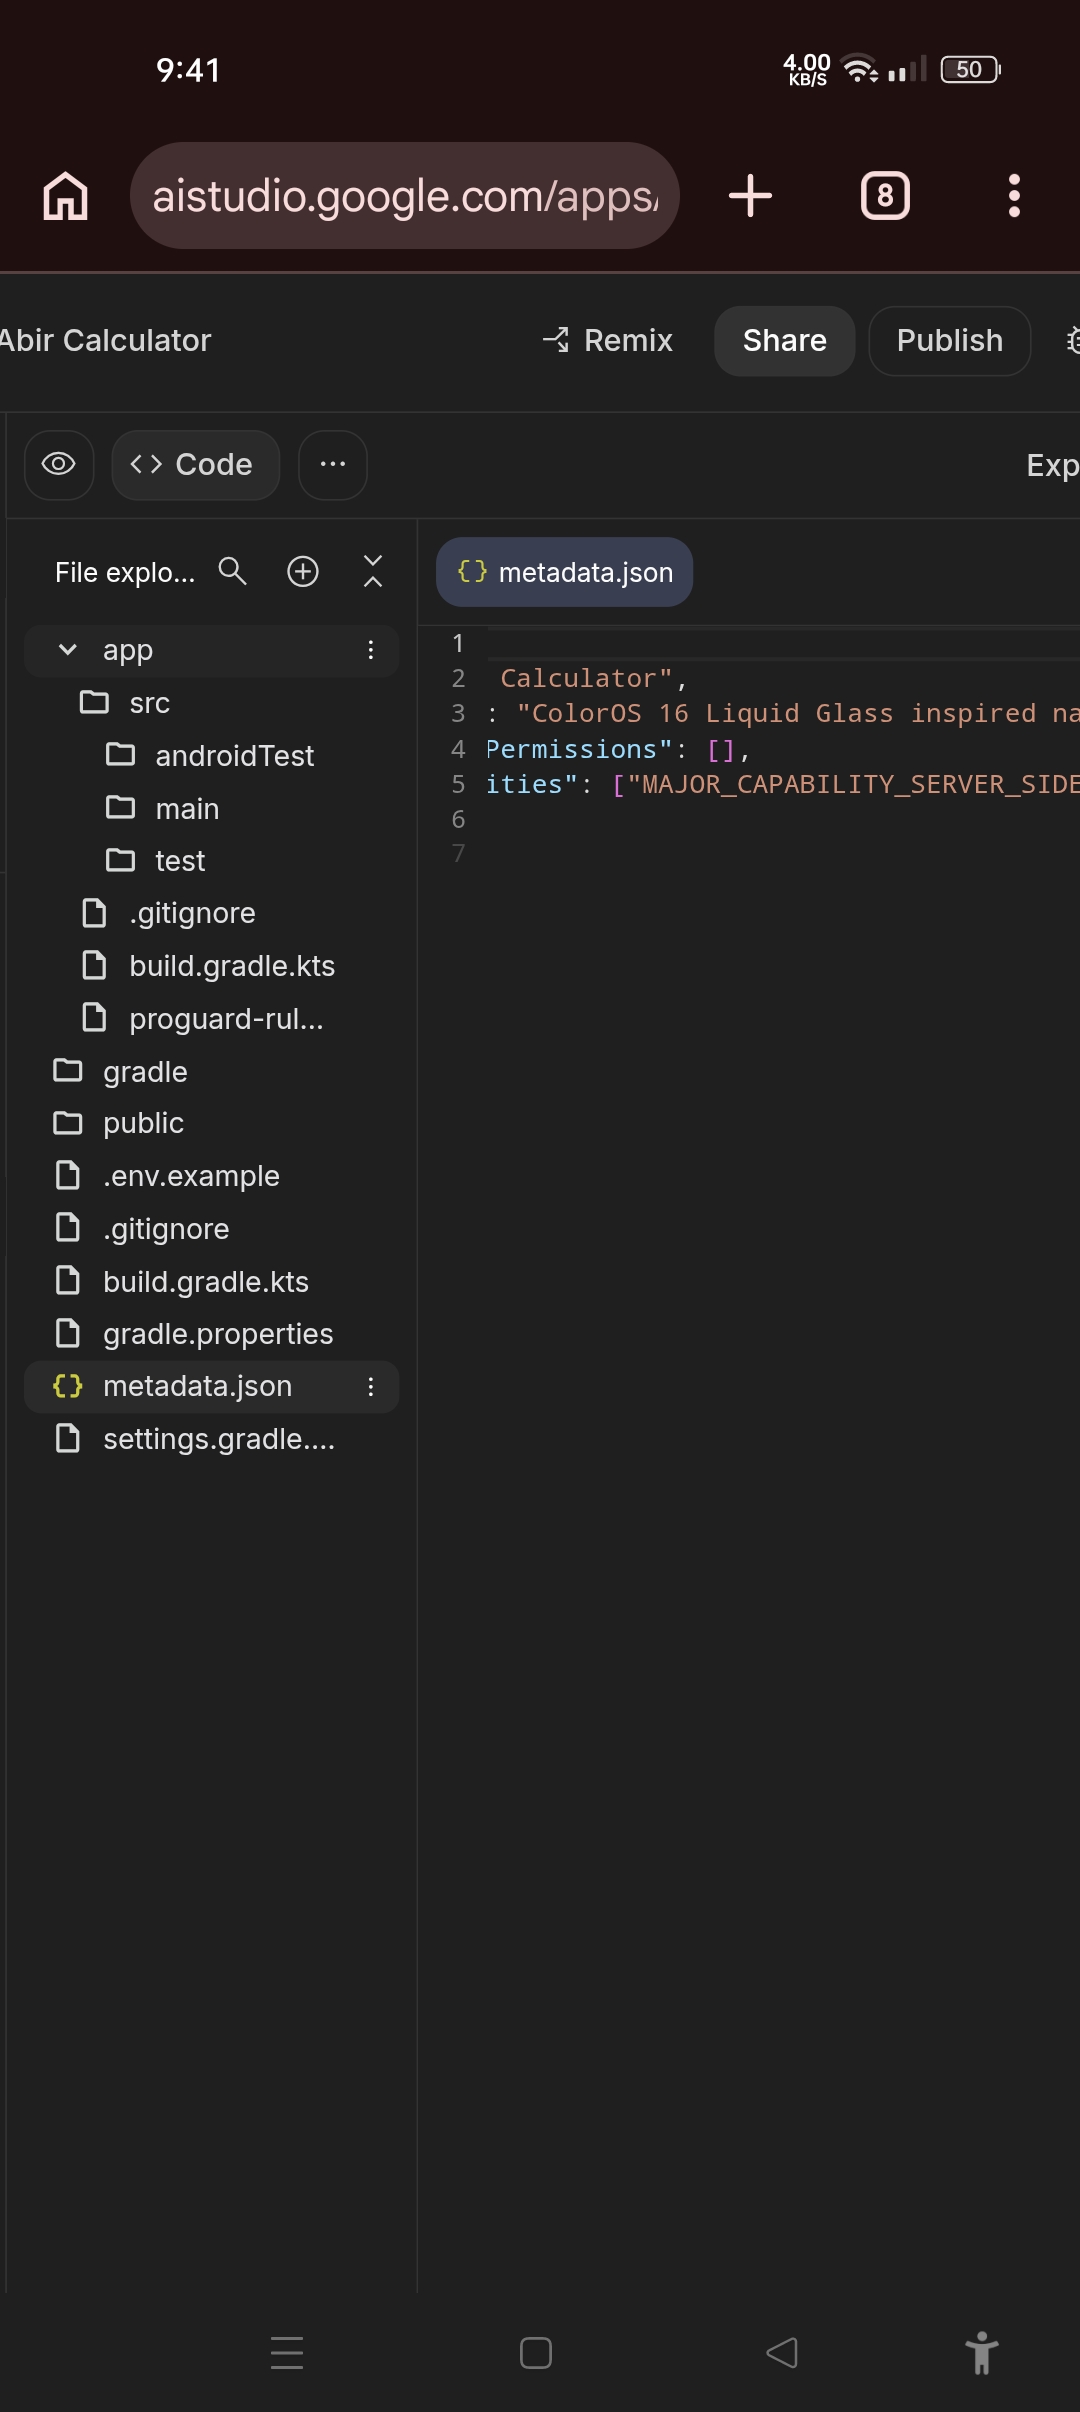 9:41
4.00
KB/S
50
aistudio.google.com/apps/
8
Abir Calculator
Remix
Share
Publish
Code
Exp
File explo...
metadata.json
app
src
androidTest
main
test
.gitignore
build.gradle.kts
proguard-rul...
gradle
public
.env.example
.gitignore
build.gradle.kts
gradle.properties
{} metadata.json
settings.gradle....
1
2 Calculator",
3 : "ColorOS 16 Liquid Glass inspired na
4 Permissions": [],
5 ities": ["MAJOR_CAPABILITY_SERVER_SIDE
6
7